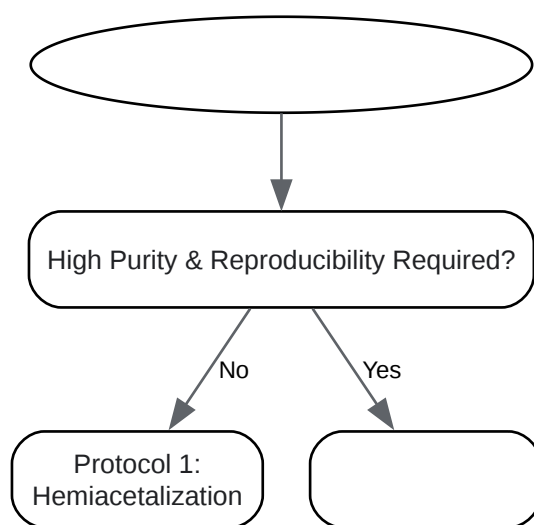 High Purity & Reproducibility Required?
No
Yes
Protocol 1:
Hemiacetalization